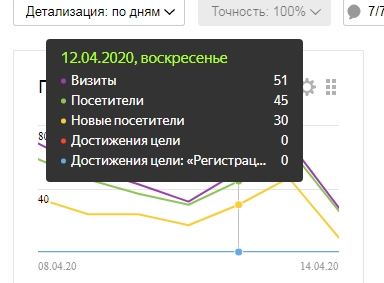 Детализация: по дням
Точность: 100%
7/7
12.04.2020, воскресенье
Визиты 51
Посетители 45
Новые посетители 30
Достижения цели 0
Достижения цели: «Регистрац... 0
80
40
08.04.20
14.04.20